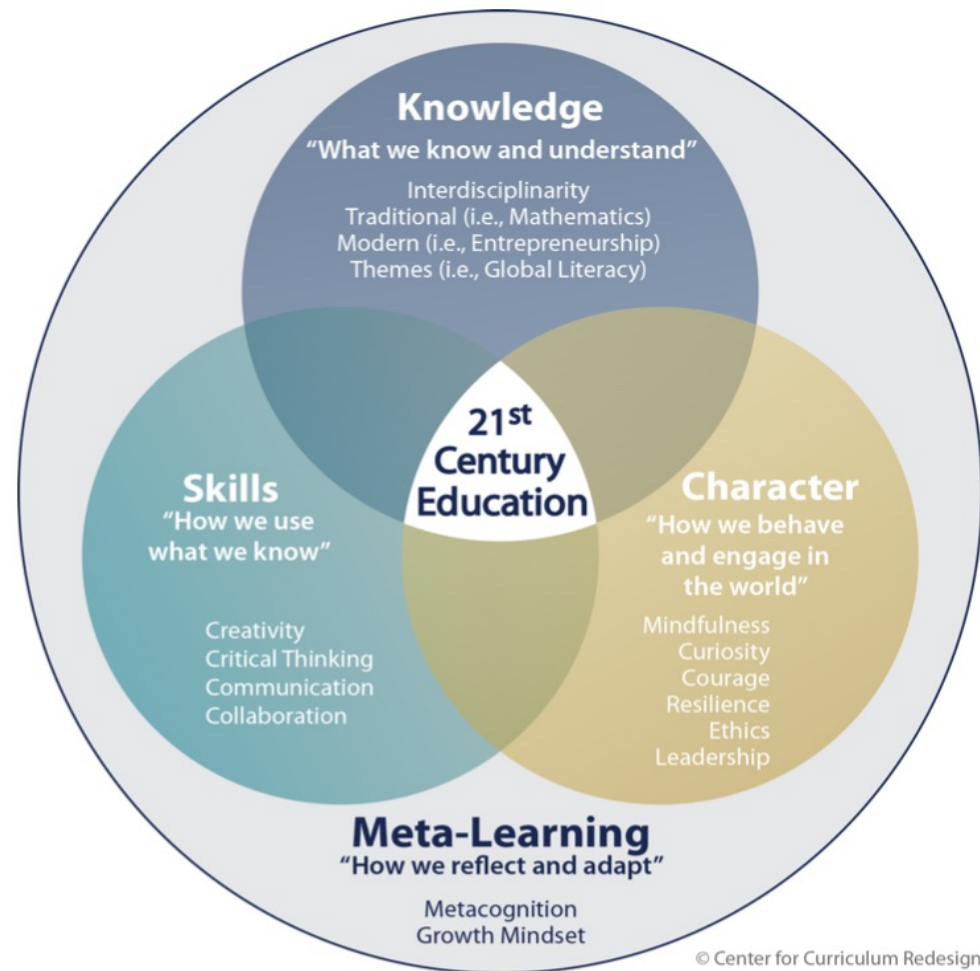 Knowledge
“What we know and understand”
Interdisciplinarity
Traditional (i.e., Mathematics)
Modern (i.e., Entrepreneurship)
Themes (i.e., Global Literacy)
21st
Century
Education
Skills
“How we use
what we know”
Creativity
Critical Thinking
Communication
Collaboration
Character
“How we behave
and engage in
the world”
Mindfulness
Curiosity
Courage
Resilience
Ethics
Leadership
Meta-Learning
“How we reflect and adapt”
Metacognition
Growth Mindset
© Center for Curriculum Redesign